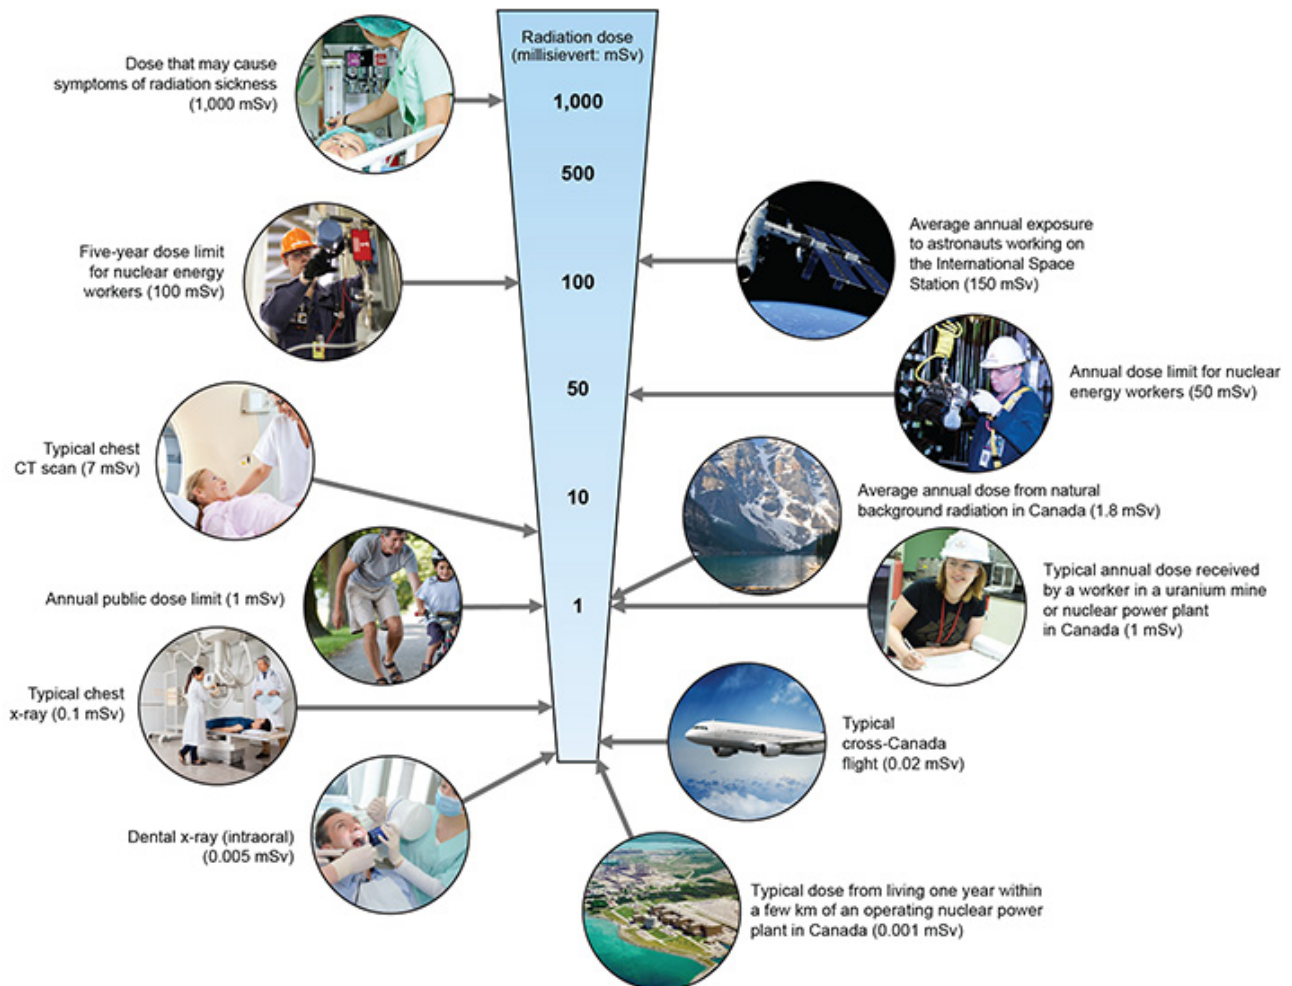 Radiation dose
(millisievert: mSv)
1,000
500
100
50
10
1
Dose that may cause
symptoms of radiation sickness
(1,000 mSv)
Five-year dose limit
for nuclear energy
workers (100 mSv)
Typical chest
CT scan (7 mSv)
Annual public dose limit (1 mSv)
Typical chest
x-ray (0.1 mSv)
Dental x-ray (intraoral)
(0.005 mSv)
Average annual exposure
to astronauts working on
the International Space
Station (150 mSv)
Annual dose limit for nuclear
energy workers (50 mSv)
Average annual dose from natural
background radiation in Canada (1.8 mSv)
Typical annual dose received
by a worker in a uranium mine
or nuclear power plant
in Canada (1 mSv)
Typical
cross-Canada
flight (0.02 mSv)
Typical dose from living one year within
a few km of an operating nuclear power
plant in Canada (0.001 mSv)